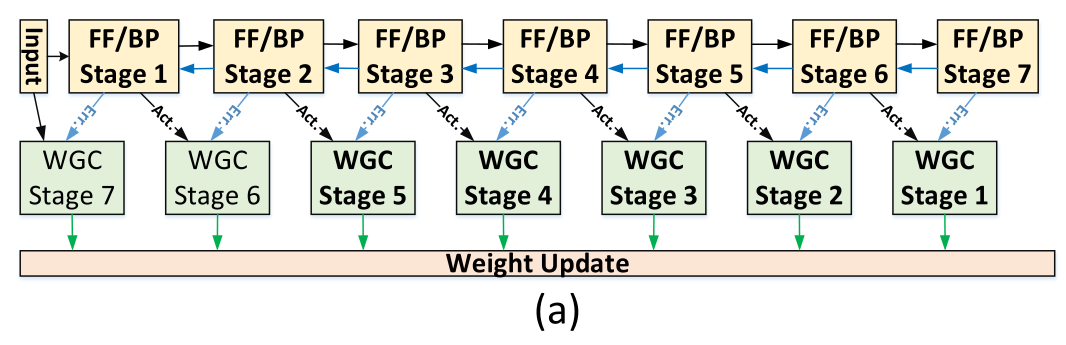 Input
FF/BP
Stage 1
FF/BP
Stage 2
FF/BP
Stage 3
FF/BP
Stage 4
FF/BP
Stage 5
FF/BP
Stage 6
FF/BP
Stage 7
Err.
Act.
Err.
Act.
Err.
Act.
Err.
Act.
Err.
Act.
Err.
Act.
Err.
WGC
Stage 7
WGC
Stage 6
WGC
Stage 5
WGC
Stage 4
WGC
Stage 3
WGC
Stage 2
WGC
Stage 1
Weight Update
(a)